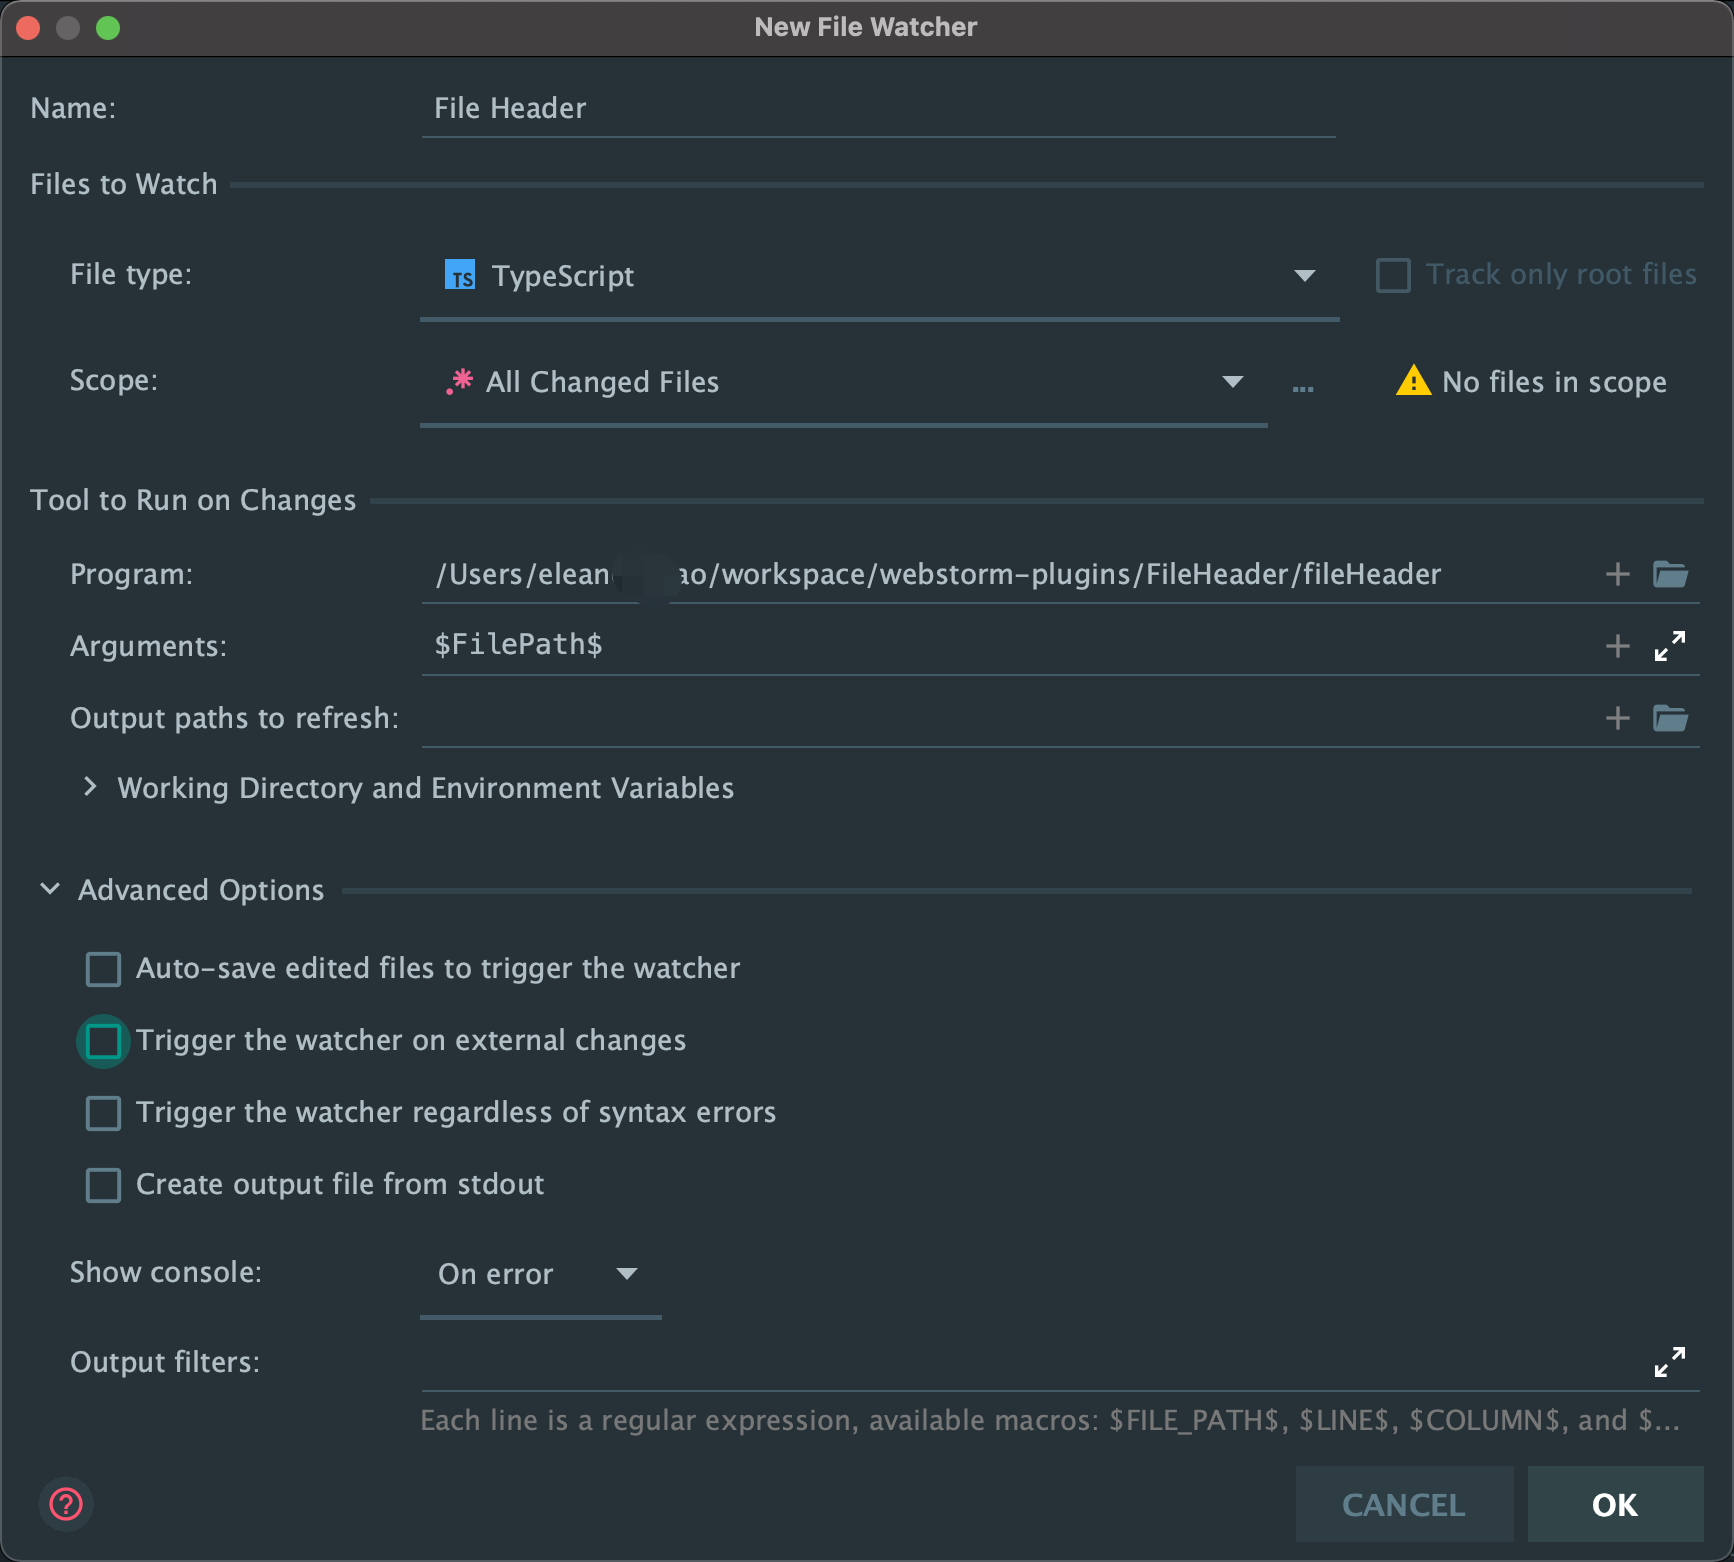 New File Watcher
Name: File Header
Files to Watch
File type: TS TypeScript Track only root files
Scope: .* All Changed Files ... No files in scope
Tool to Run on Changes
Program: /Users/elean ao/workspace/webstorm-plugins/FileHeader/fileHeader
Arguments: $FilePath$
Output paths to refresh:
Working Directory and Environment Variables
Advanced Options
Auto-save edited files to trigger the watcher
Trigger the watcher on external changes
Trigger the watcher regardless of syntax errors
Create output file from stdout
Show console: On error
Output filters:
Each line is a regular expression, available macros: $FILE_PATH$, $LINE$, $COLUMN$, and $...
? CANCEL OK